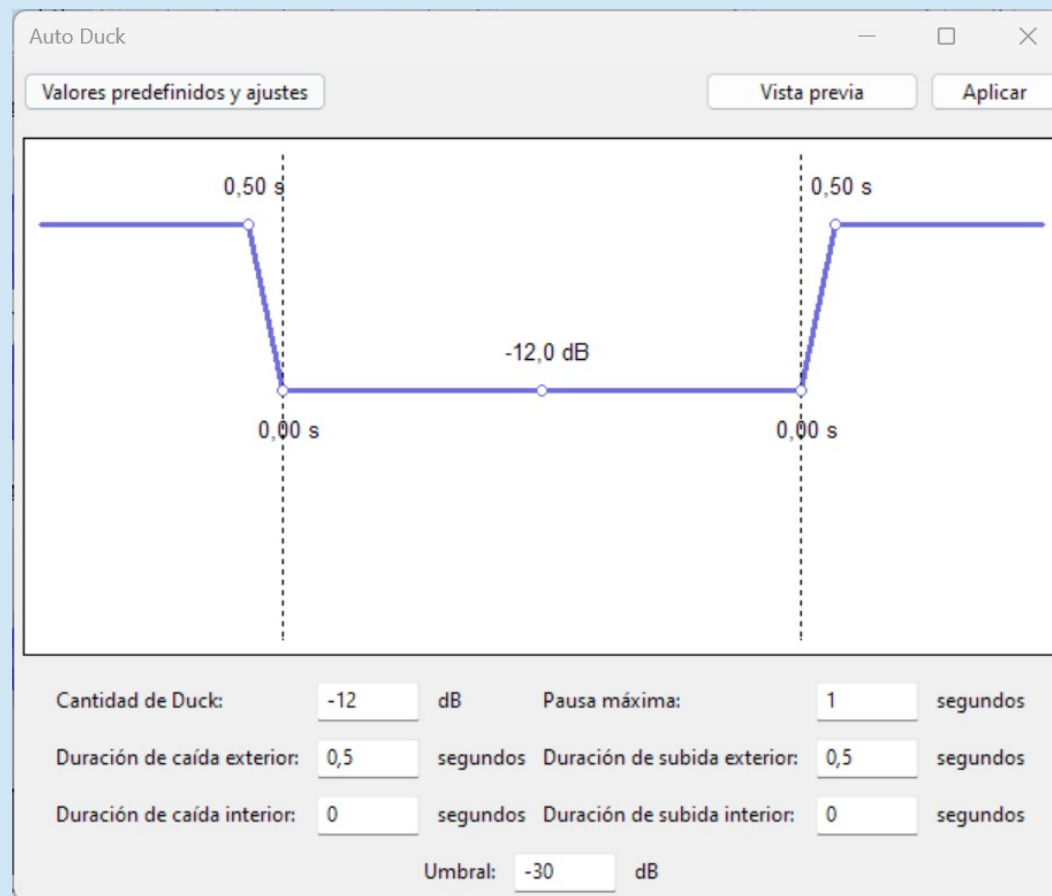 Auto Duck
Valores predefinidos y ajustes Vista previa Aplicar
0,50 s 0,50 s
-12,0 dB
0,00 s 0,00 s
Cantidad de Duck: -12 dB Pausa máxima: 1 segundos
Duración de caída exterior: 0,5 segundos Duración de subida exterior: 0,5 segundos
Duración de caída interior: 0 segundos Duración de subida interior: 0 segundos
Umbral: -30 dB